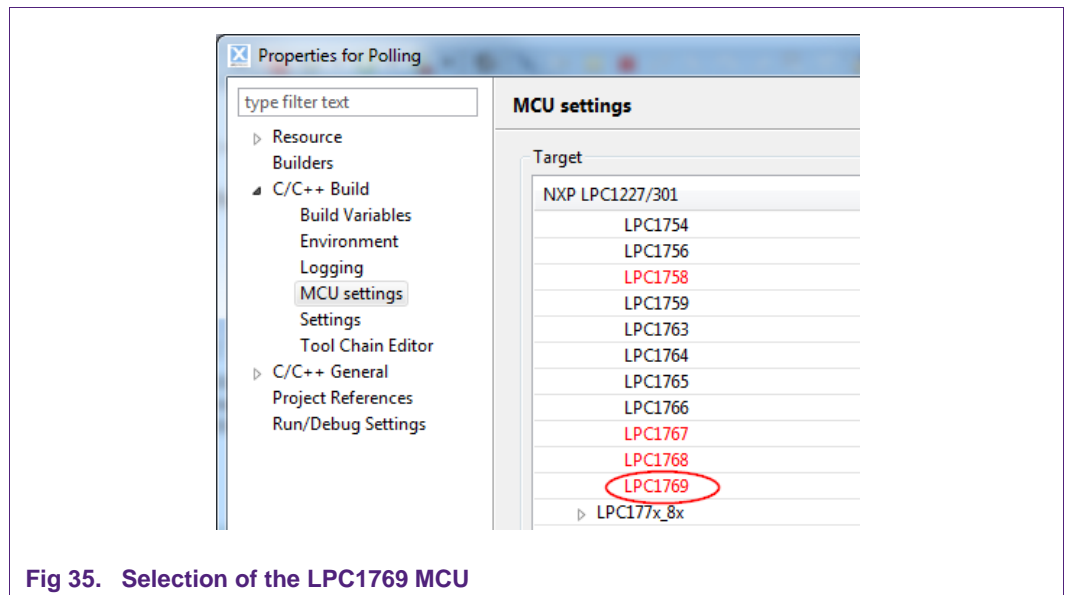 Properties for Polling
type filter text
Resource
Builders
C/C++ Build
Build Variables
Environment
Logging
MCU settings
Settings
Tool Chain Editor
C/C++ General
Project References
Run/Debug Settings
MCU settings
Target
NXP LPC1227/301
LPC1754
LPC1756
LPC1758
LPC1759
LPC1763
LPC1764
LPC1765
LPC1766
LPC1767
LPC1768
LPC1769
LPC177x_8x
Fig 35. Selection of the LPC1769 MCU